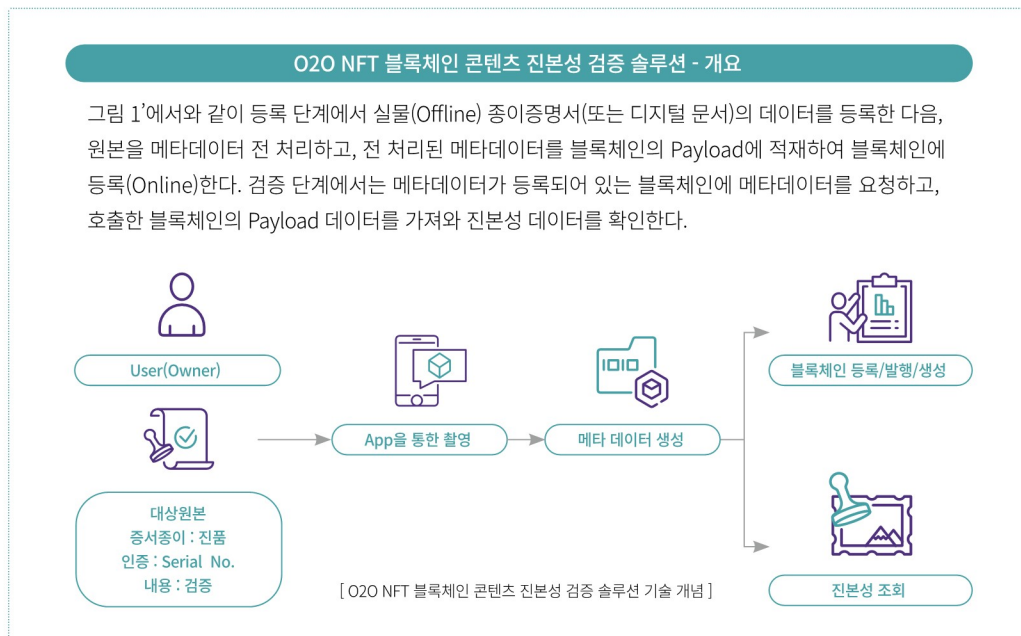 O2O NFT 블록체인 콘텐츠 진본성 검증 솔루션 - 개요
그림 1’에서와 같이 등록 단계에서 실물(Offline) 종이증명서(또는 디지털 문서)의 데이터를 등록한 다음,
원본을 메타데이터 전 처리하고, 전 처리된 메타데이터를 블록체인의 Payload에 적재하여 블록체인에
등록(Online)한다. 검증 단계에서는 메타데이터가 등록되어 있는 블록체인에 메타데이터를 요청하고,
호출한 블록체인의 Payload 데이터를 가져와 진본성 데이터를 확인한다.
User(Owner)
대상원본
증서종이 : 진품
인증 : Serial No.
내용 : 검증
App을 통한 촬영
1010
메타 데이터 생성
블록체인 등록/발행/생성
진본성 조회
[ O2O NFT 블록체인 콘텐츠 진본성 검증 솔루션 기술 개념 ]